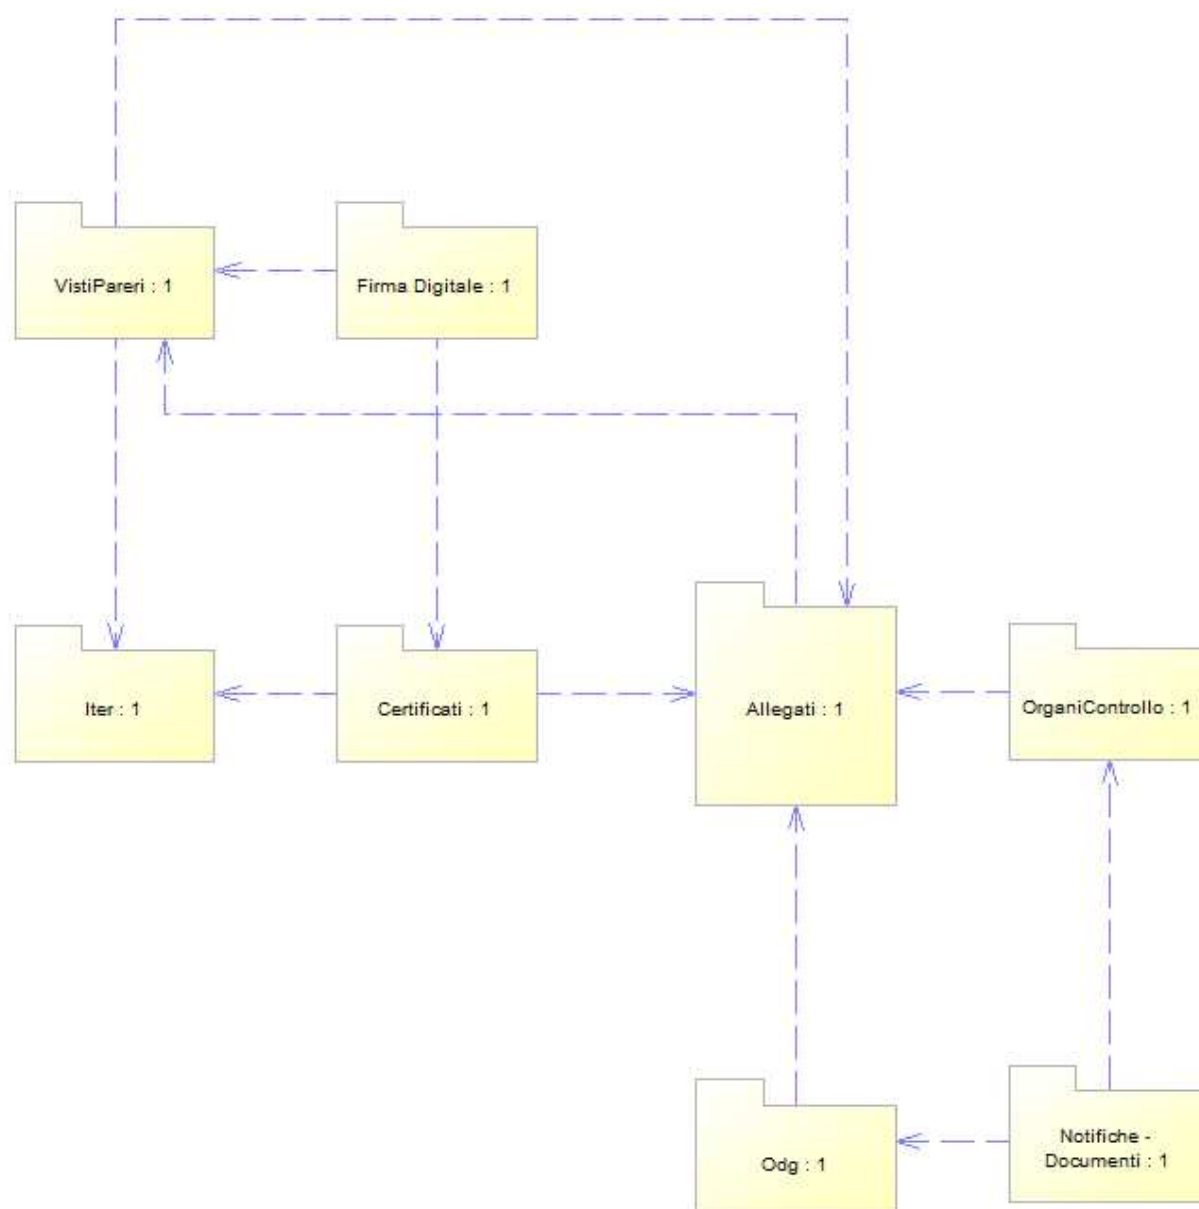 VistiPareri : 1
Firma Digitale : 1
Iter : 1
Certificati : 1
Allegati : 1
OrganiControllo : 1
Odg : 1
Notifiche -
Documenti : 1